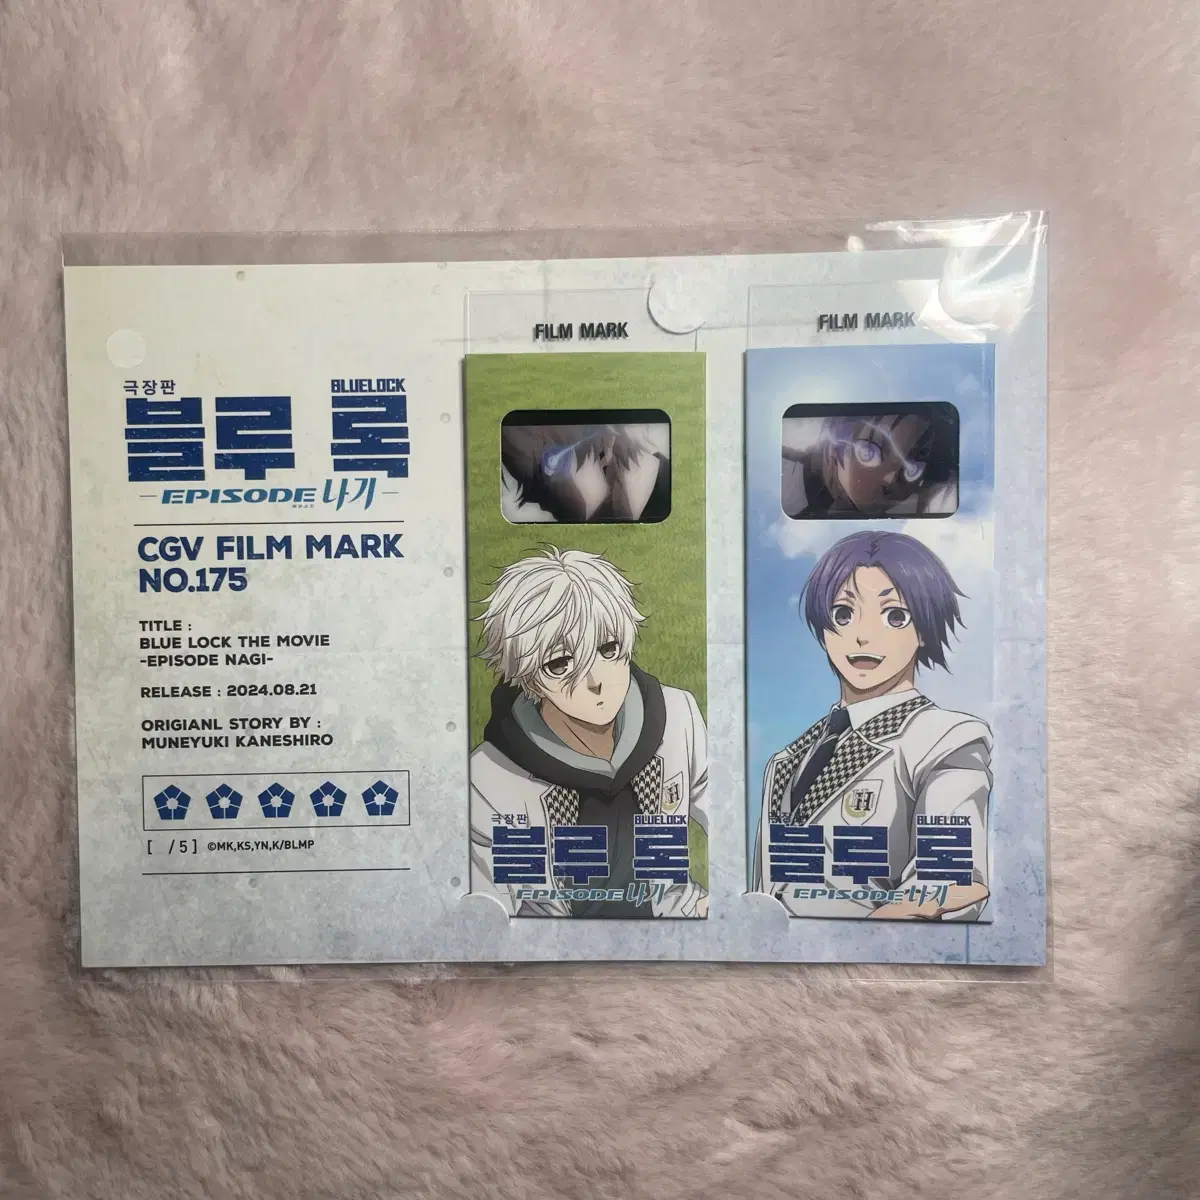 극장판
BLUELOCK
블루 록
EPISODE 나기
CGV FILM MARK
NO.175
TITLE :
BLUE LOCK THE MOVIE
-EPISODE NAGI-
RELEASE : 2024.08.21
ORIGIANL STORY BY :
MUNEYUKI KANESHIRO
[ /5] ©MK,KS,YN,K/BLMP
FILM MARK
H
극장판
BLUELOCK
블루 록
EPISODE 나기
FILM MARK
H
극장판
BLUELOCK
블루 록
EPISODE 나기